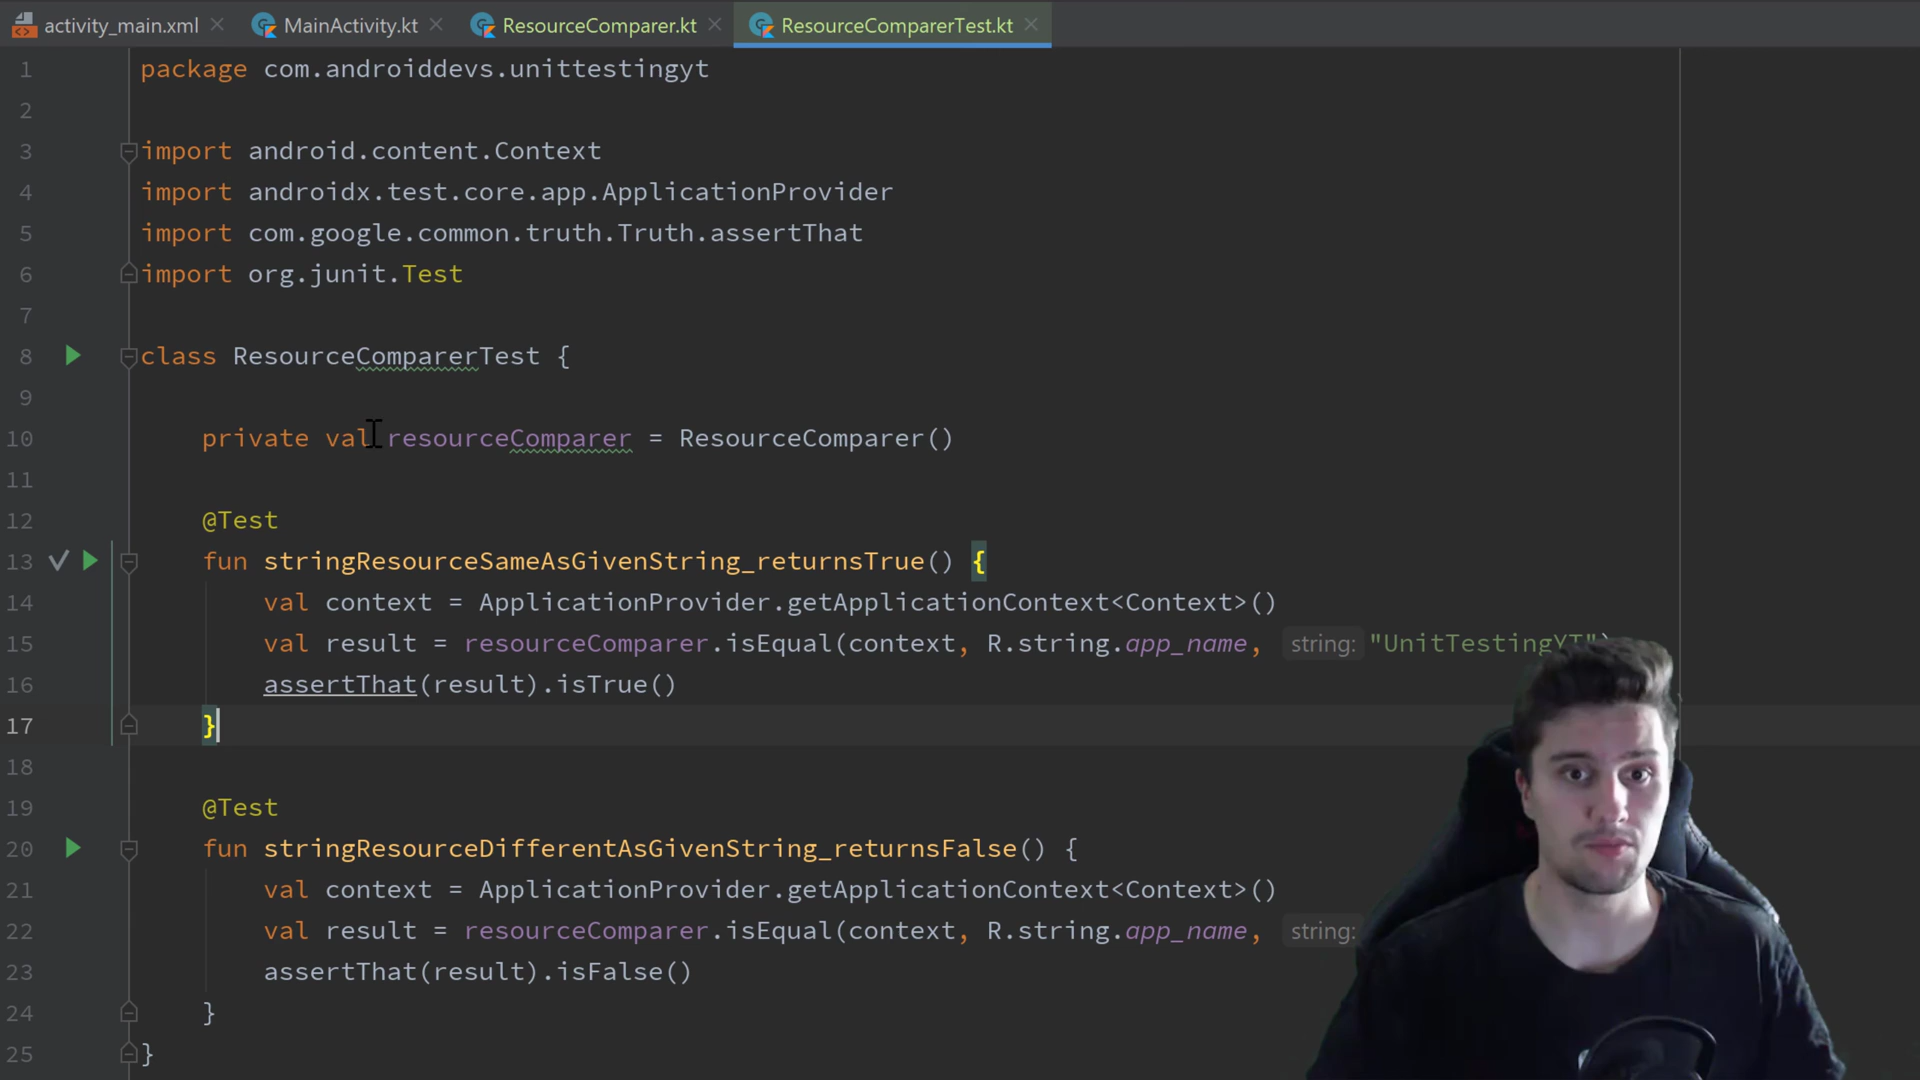 activity_main.xml MainActivity.kt ResourceComparer.kt ResourceComparerTest.kt
1 package com.androiddevs.unittestingyt
2
3 import android.content.Context
4 import androidx.test.core.app.ApplicationProvider
5 import com.google.common.truth.Truth.assertThat
6 import org.junit.Test
7
8 class ResourceComparerTest {
9
10 private val resourceComparer = ResourceComparer()
11
12 @Test
13 fun stringResourceSameAsGivenString_returnsTrue() {
14 val context = ApplicationProvider.getApplicationContext<Context>()
15 val result = resourceComparer.isEqual(context, R.string.app_name, string: "UnitTestingYT")
16 assertThat(result).isTrue()
17 }
18
19 @Test
20 fun stringResourceDifferentAsGivenString_returnsFalse() {
21 val context = ApplicationProvider.getApplicationContext<Context>()
22 val result = resourceComparer.isEqual(context, R.string.app_name, string:
23 assertThat(result).isFalse()
24 }
25 }